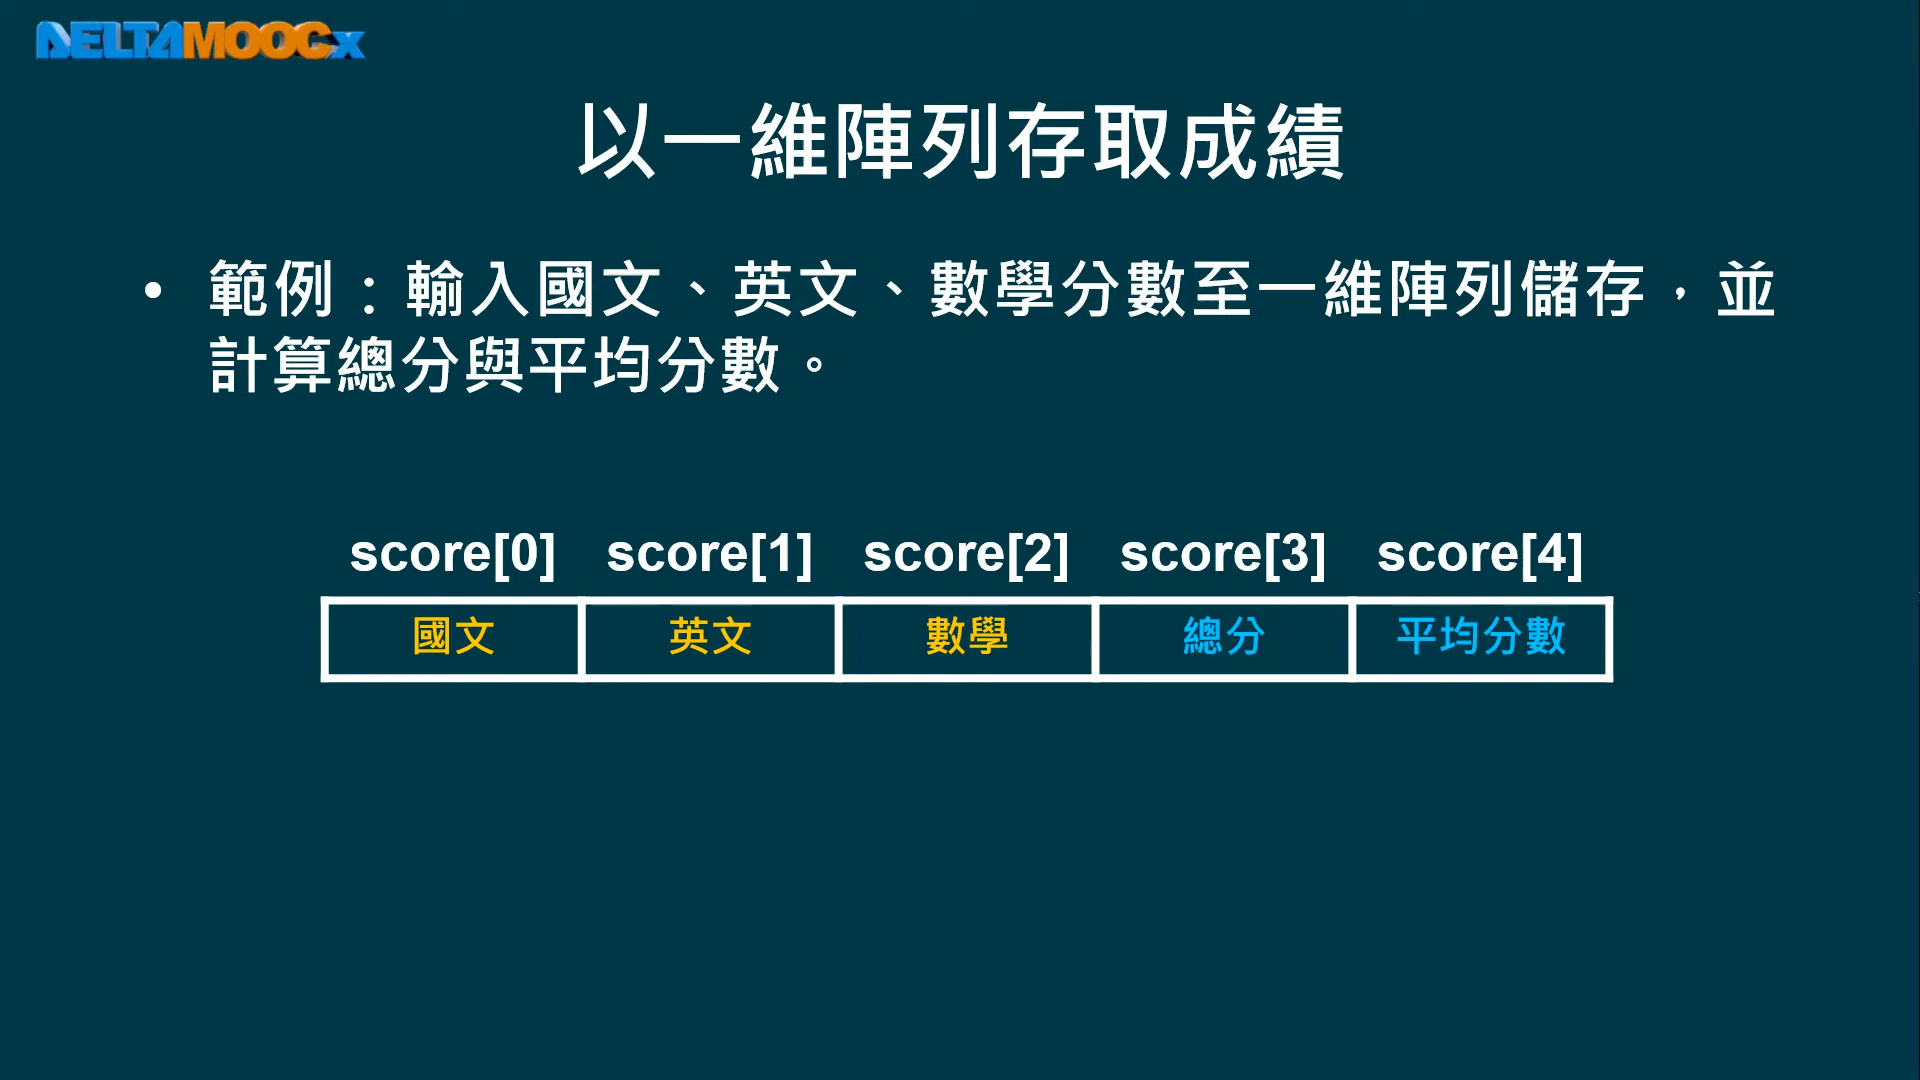 DELTAMOOCx
以一維陣列存取成績
• 範例：輸入國文、英文、數學分數至一維陣列儲存，並
計算總分與平均分數。
score[0] score[1] score[2] score[3] score[4]
國文 英文 數學 總分 平均分數